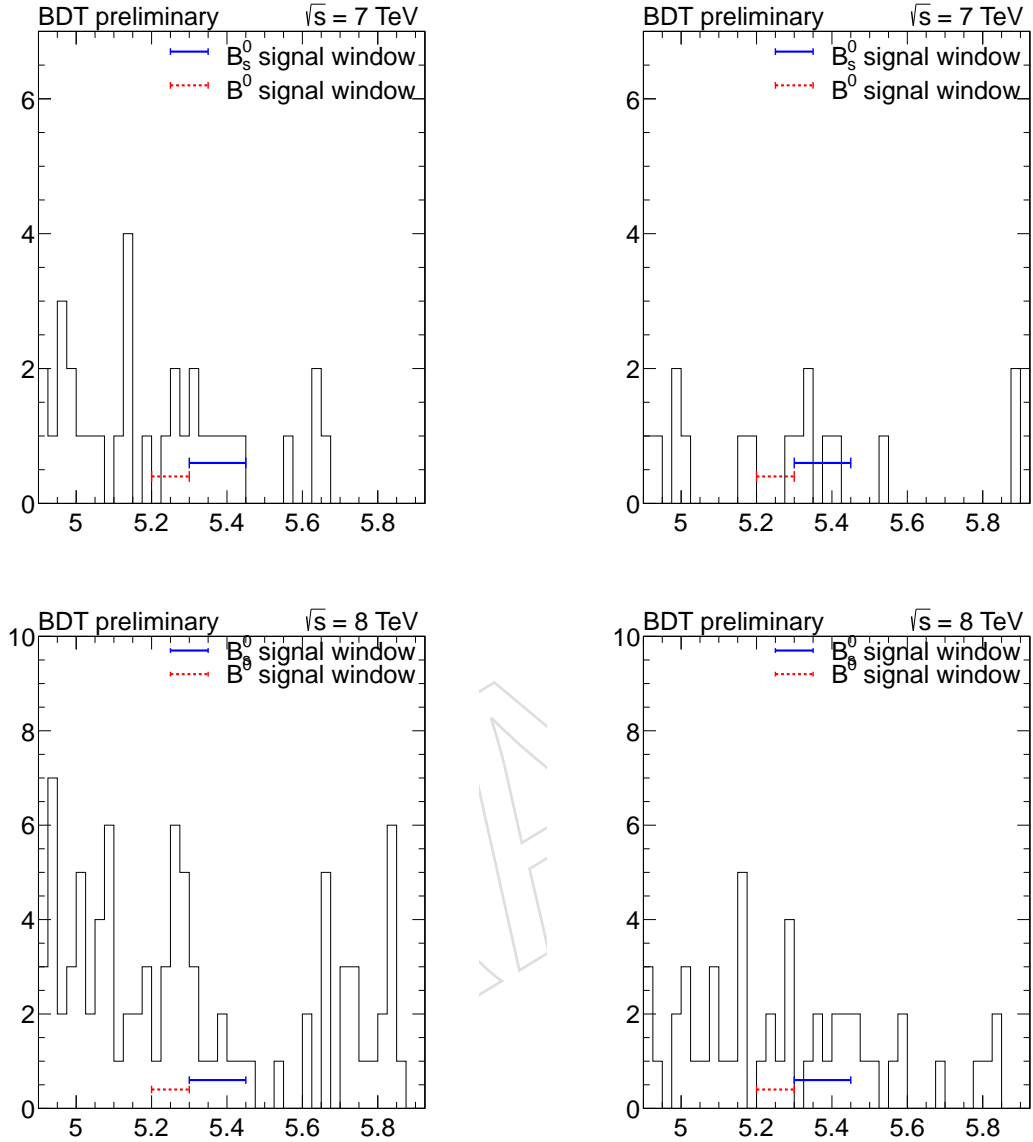 BDT preliminary √s = 7 TeV
B⁰ₛ signal window
B⁰ signal window
6
4
2
0
5 5.2 5.4 5.6 5.8
BDT preliminary √s = 7 TeV
B⁰ₛ signal window
B⁰ signal window
6
4
2
0
5 5.2 5.4 5.6 5.8
BDT preliminary √s = 8 TeV
10
B⁰ₛ signal window
B⁰ signal window
8
6
4
2
0
5 5.2 5.4 5.6 5.8
BDT preliminary √s = 8 TeV
10
B⁰ₛ signal window
B⁰ signal window
8
6
4
2
0
5 5.2 5.4 5.6 5.8